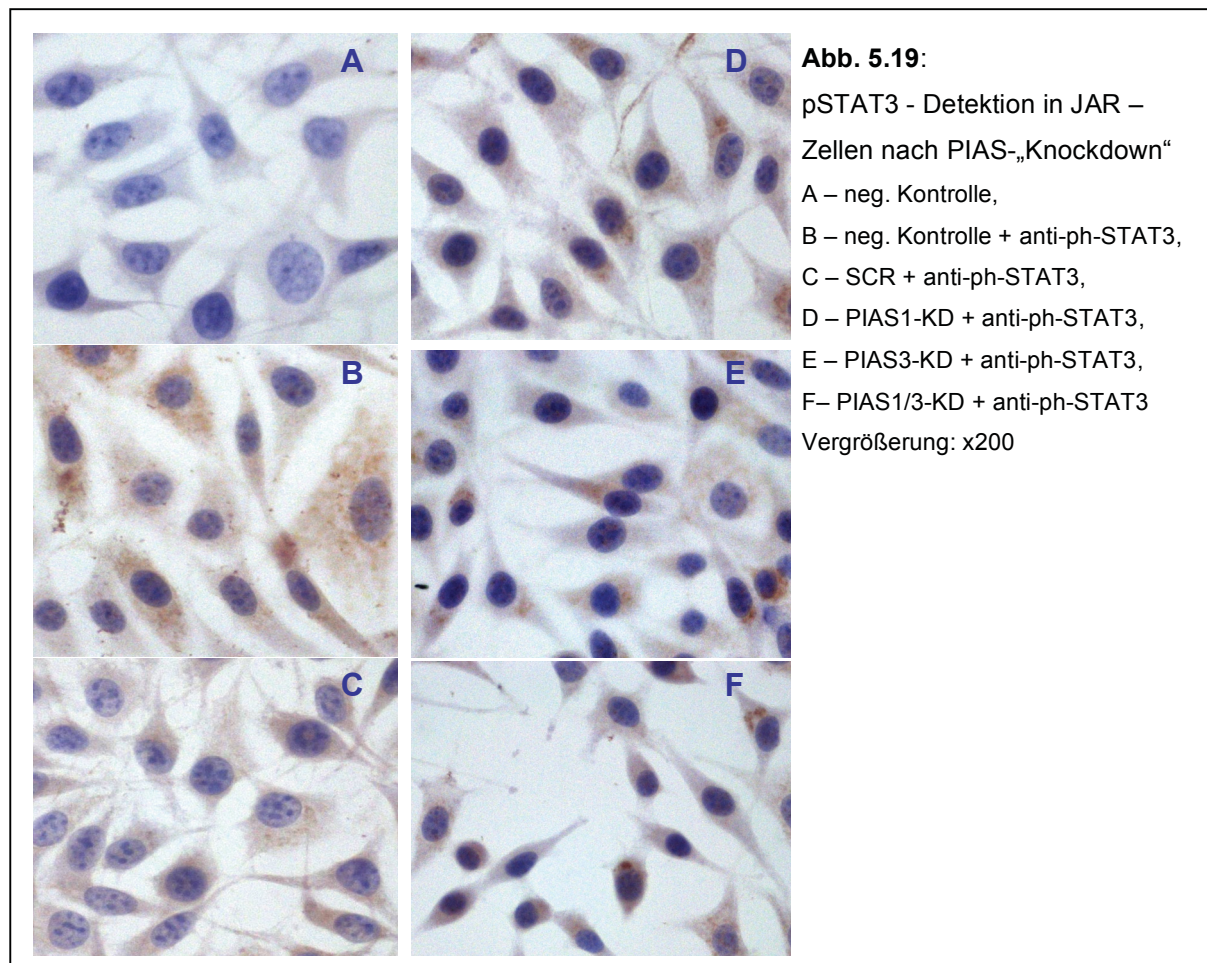 A
B
C
D
E
F
Abb. 5.19:
pSTAT3 - Detektion in JAR –
Zellen nach PIAS-„Knockdown“
A – neg. Kontrolle,
B – neg. Kontrolle + anti-ph-STAT3,
C – SCR + anti-ph-STAT3,
D – PIAS1-KD + anti-ph-STAT3,
E – PIAS3-KD + anti-ph-STAT3,
F– PIAS1/3-KD + anti-ph-STAT3
Vergrößerung: x200